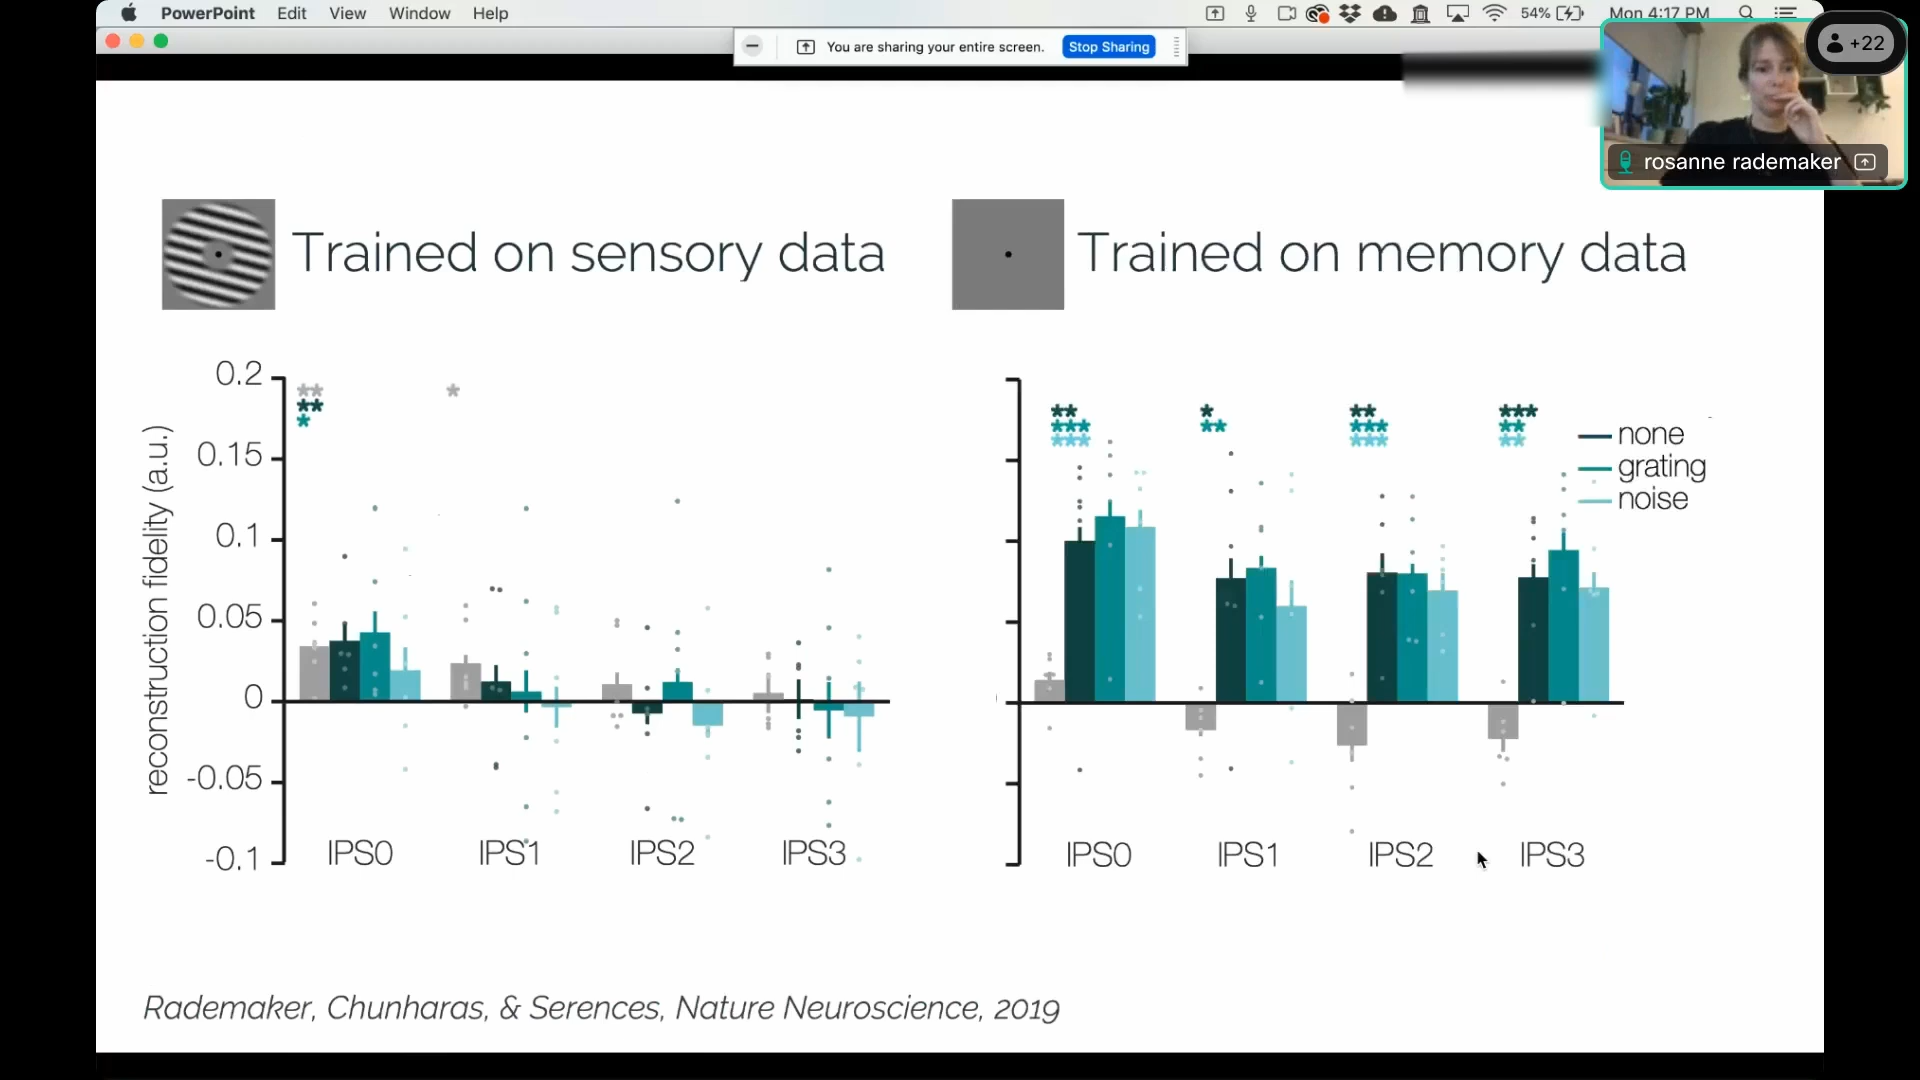 PowerPoint Edit View Window Help 54% Mon 4:17 PM
You are sharing your entire screen. Stop Sharing
+22
rosanne rademaker
Trained on sensory data
Trained on memory data
reconstruction fidelity (a.u.)
0.2
0.15
0.1
0.05
0
-0.05
-0.1
** 
**
*
*
IPS0 IPS1 IPS2 IPS3
** * ** ***
*** ** *** **
*** *** **
none
grating
noise
IPS0 IPS1 IPS2 IPS3
Rademaker, Chunharas, & Serences, Nature Neuroscience, 2019